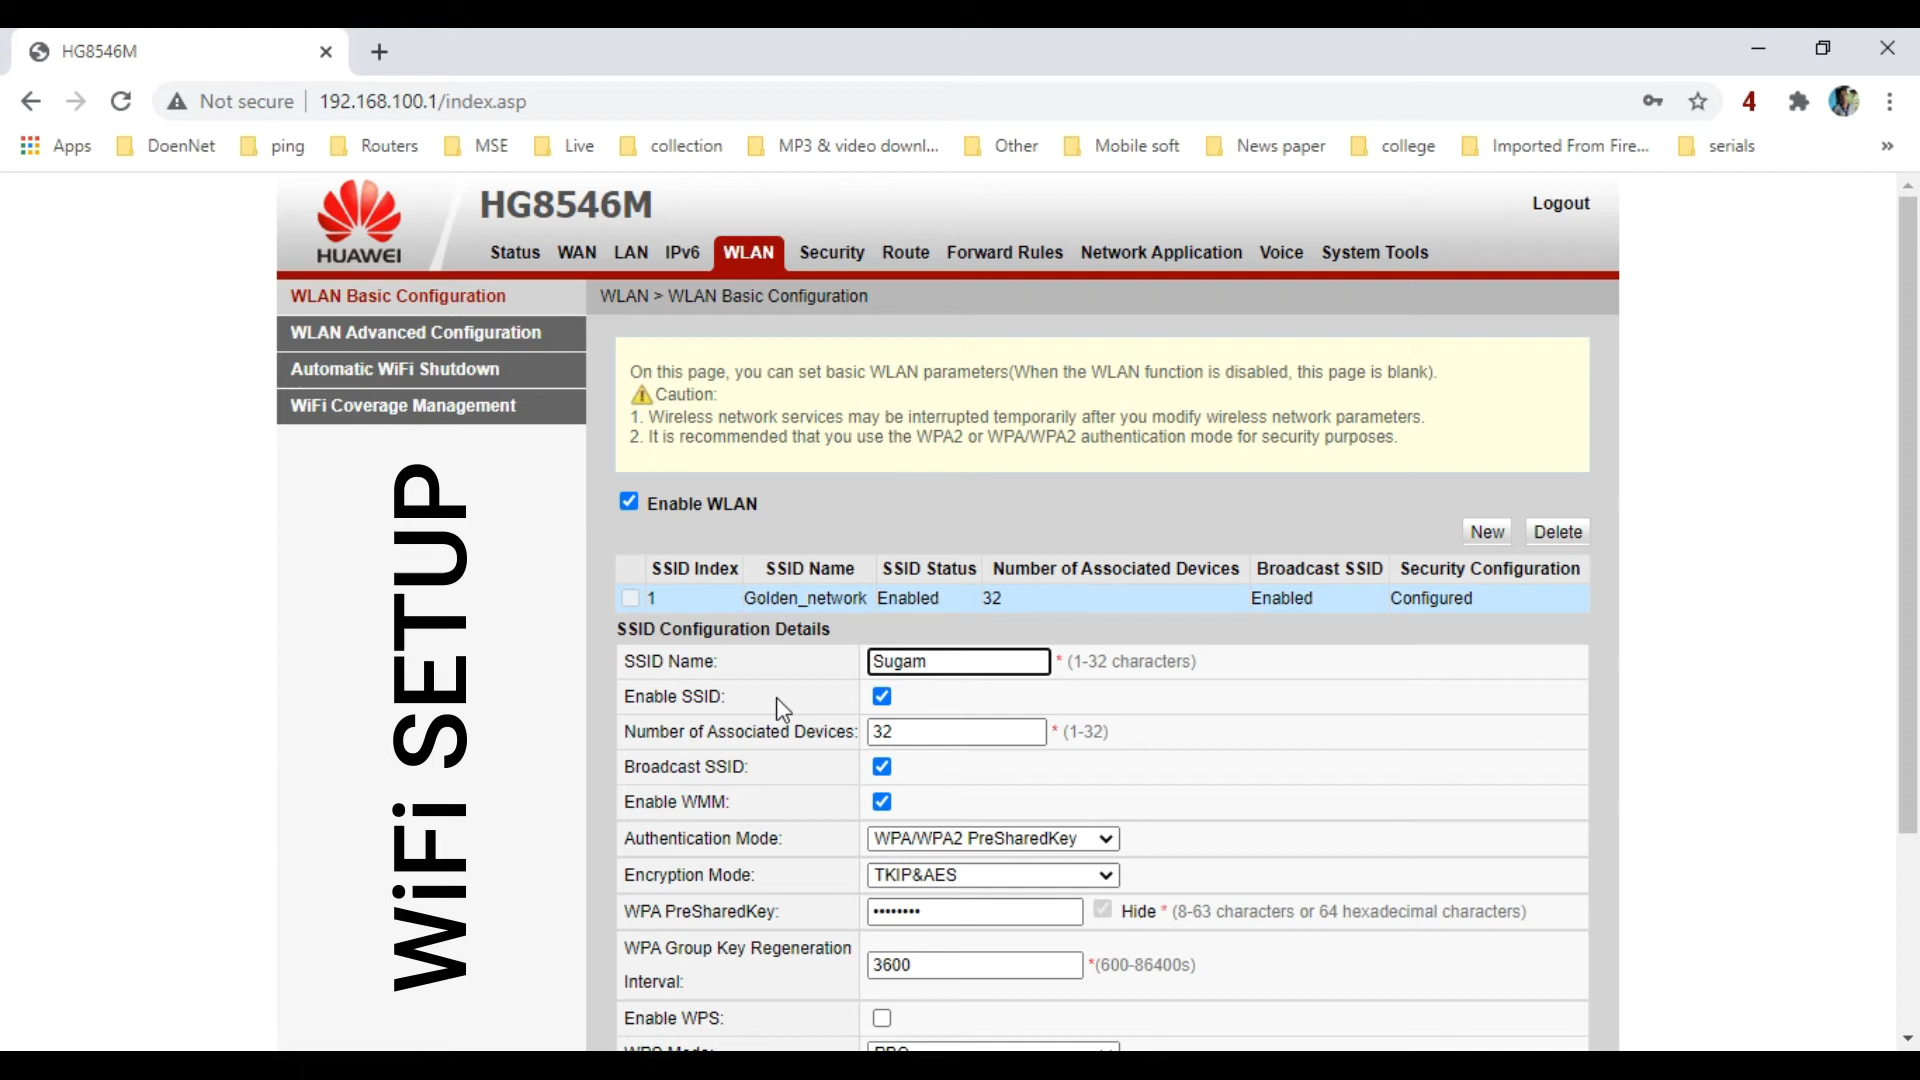 HG8546M
Not secure
192.168.100.1/index.asp
4
Apps
DoenNet
ping
Routers
MSE
Live
collection
MP3 & video downl...
Other
Mobile soft
News paper
college
Imported From Fire...
serials
»
HUAWEI
HG8546M
Logout
Status WAN LAN IPv6 WLAN Security Route Forward Rules Network Application Voice System Tools
WLAN Basic Configuration
WLAN Advanced Configuration
Automatic WiFi Shutdown
WiFi Coverage Management
WiFi SETUP
WLAN > WLAN Basic Configuration
On this page, you can set basic WLAN parameters(When the WLAN function is disabled, this page is blank).
Caution:
1. Wireless network services may be interrupted temporarily after you modify wireless network parameters.
2. It is recommended that you use the WPA2 or WPA/WPA2 authentication mode for security purposes.
Enable WLAN
New Delete
SSID Index SSID Name SSID Status Number of Associated Devices Broadcast SSID Security Configuration
1 Golden_network Enabled 32 Enabled Configured
SSID Configuration Details
SSID Name: Sugam * (1-32 characters)
Enable SSID:
Number of Associated Devices: 32 * (1-32)
Broadcast SSID:
Enable WMM:
Authentication Mode: WPA/WPA2 PreSharedKey
Encryption Mode: TKIP&AES
WPA PreSharedKey: •••••••• Hide * (8-63 characters or 64 hexadecimal characters)
WPA Group Key Regeneration
Interval:
3600 *(600-86400s)
Enable WPS: